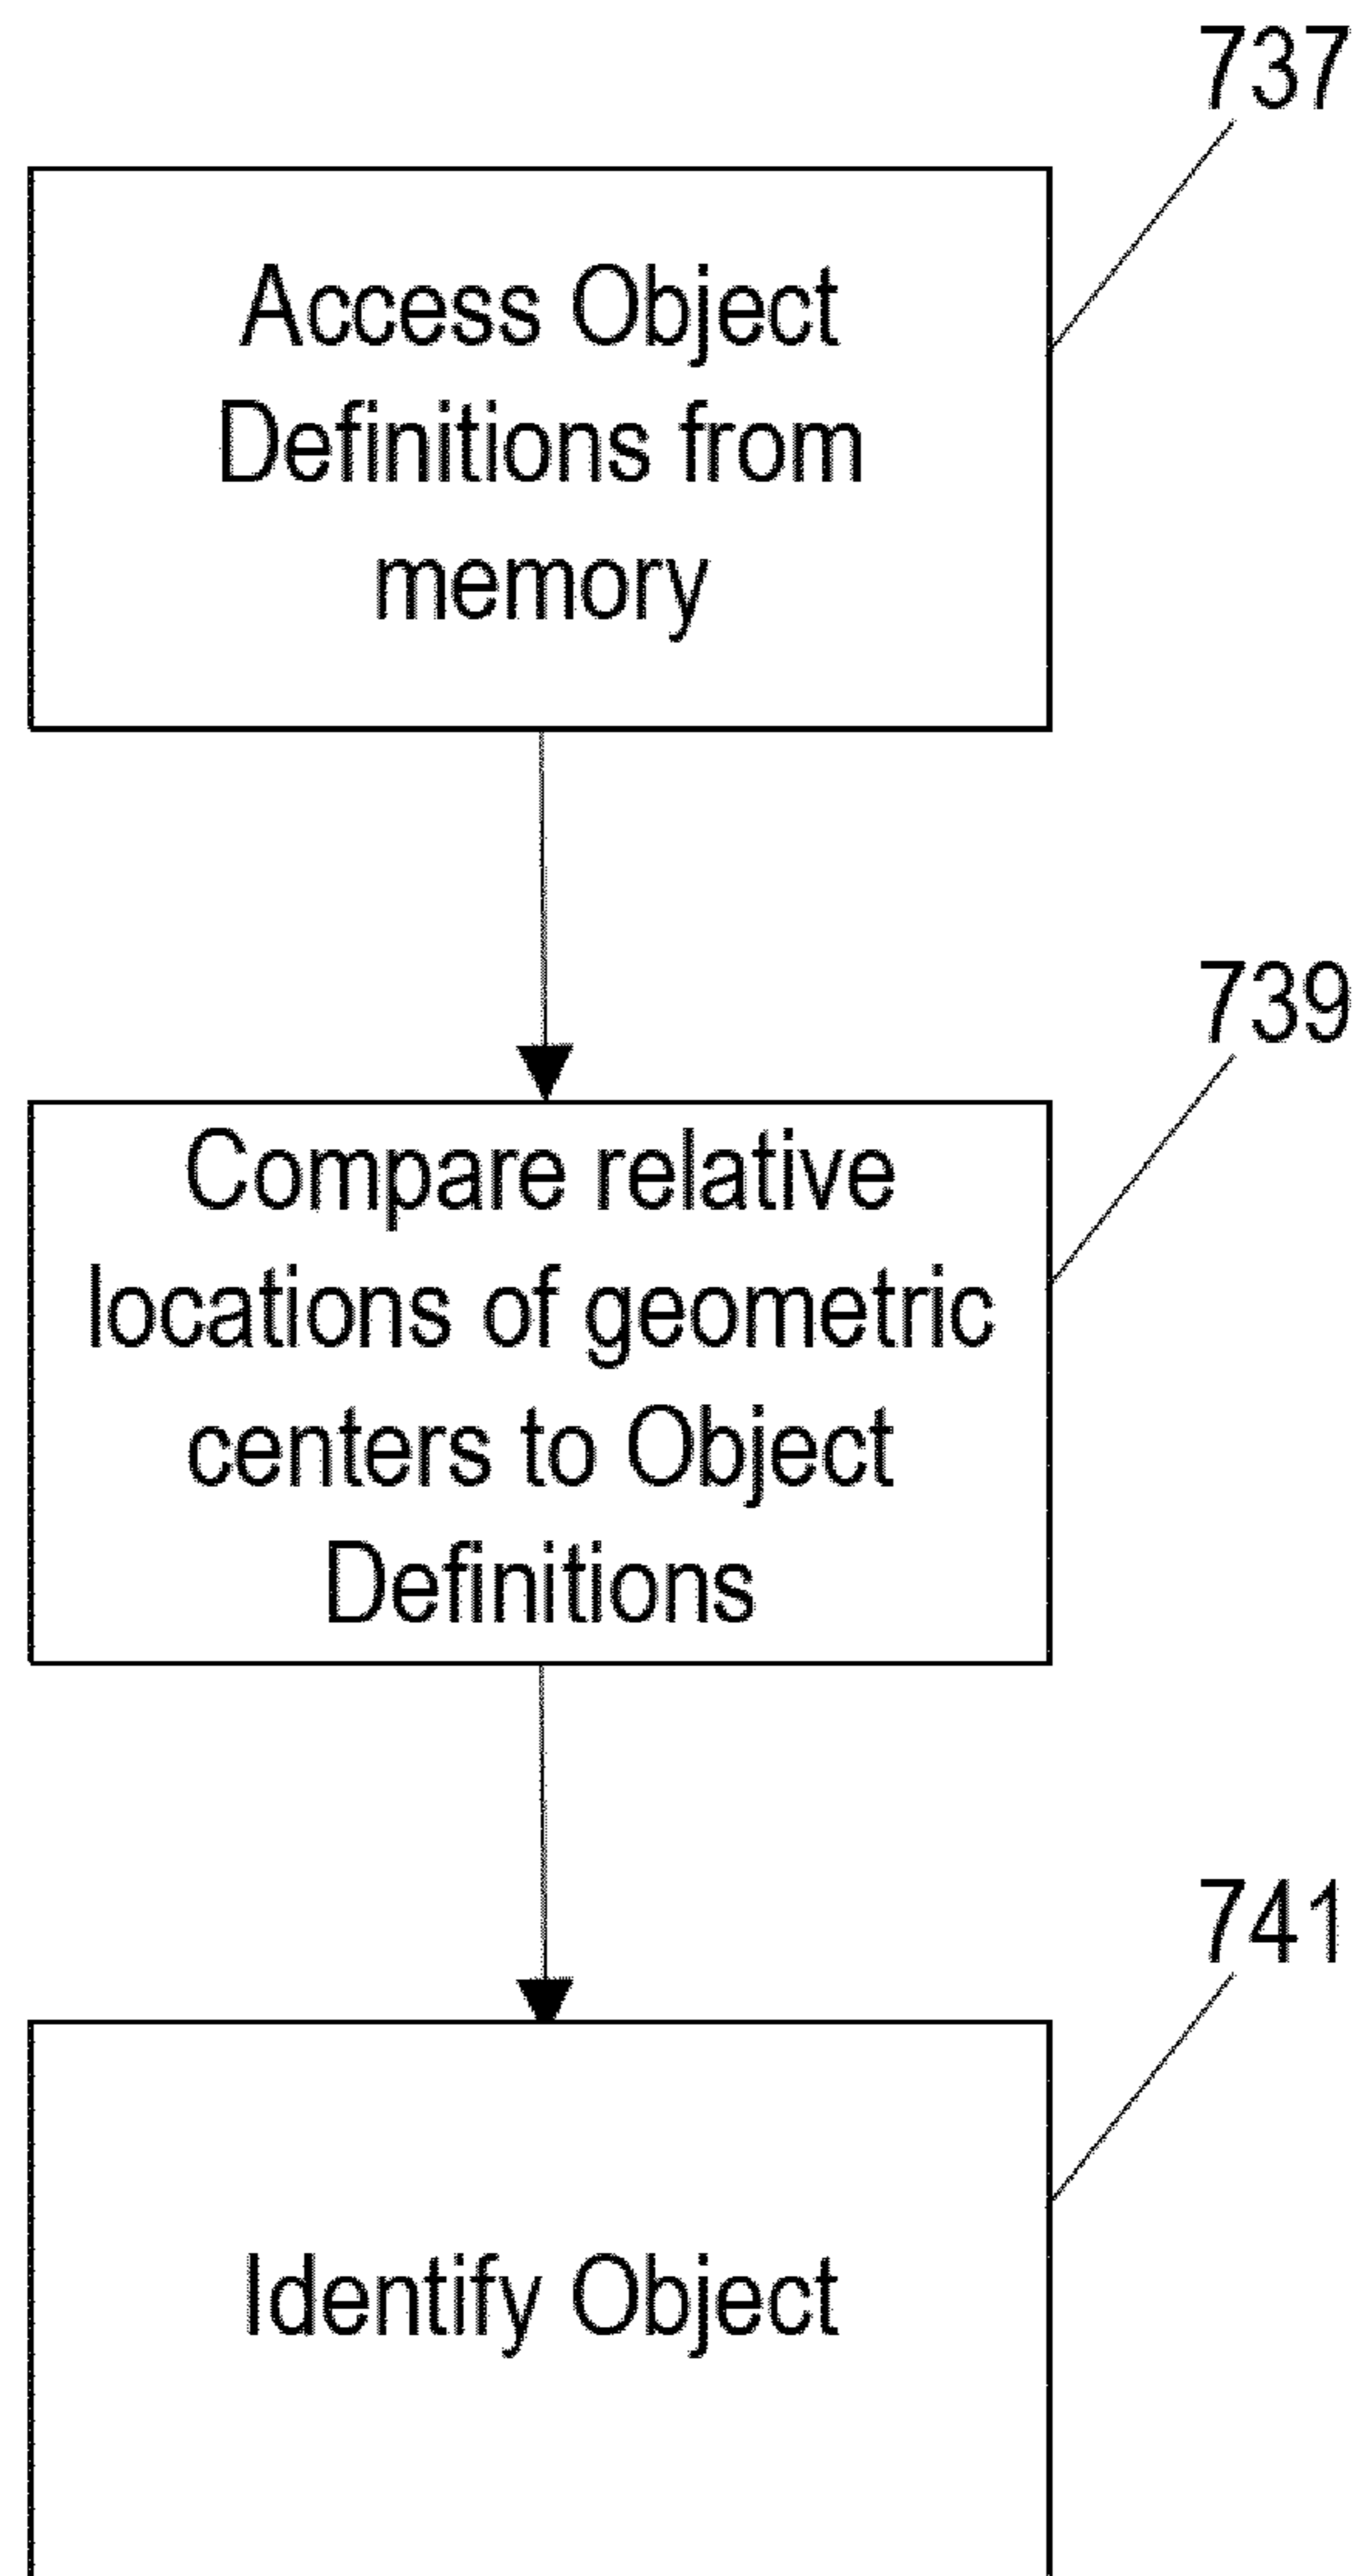 737
Access Object
Definitions from
memory
739
Compare relative
locations of geometric
centers to Object
Definitions
741
Identify Object